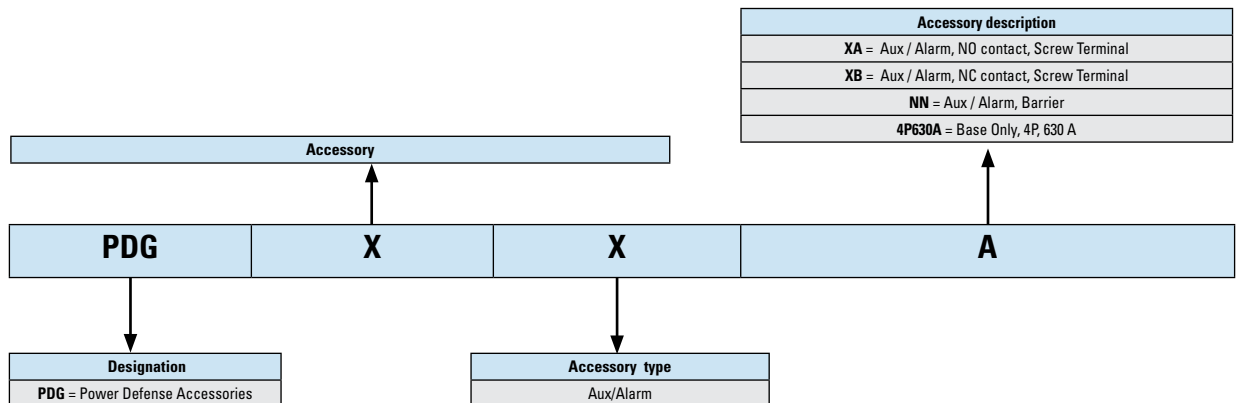 Accessory description
XA = Aux / Alarm, NO contact, Screw Terminal
XB = Aux / Alarm, NC contact, Screw Terminal
NN = Aux / Alarm, Barrier
4P630A = Base Only, 4P, 630 A
Accessory
PDG X X A
Designation
PDG = Power Defense Accessories
Accessory type
Aux/Alarm